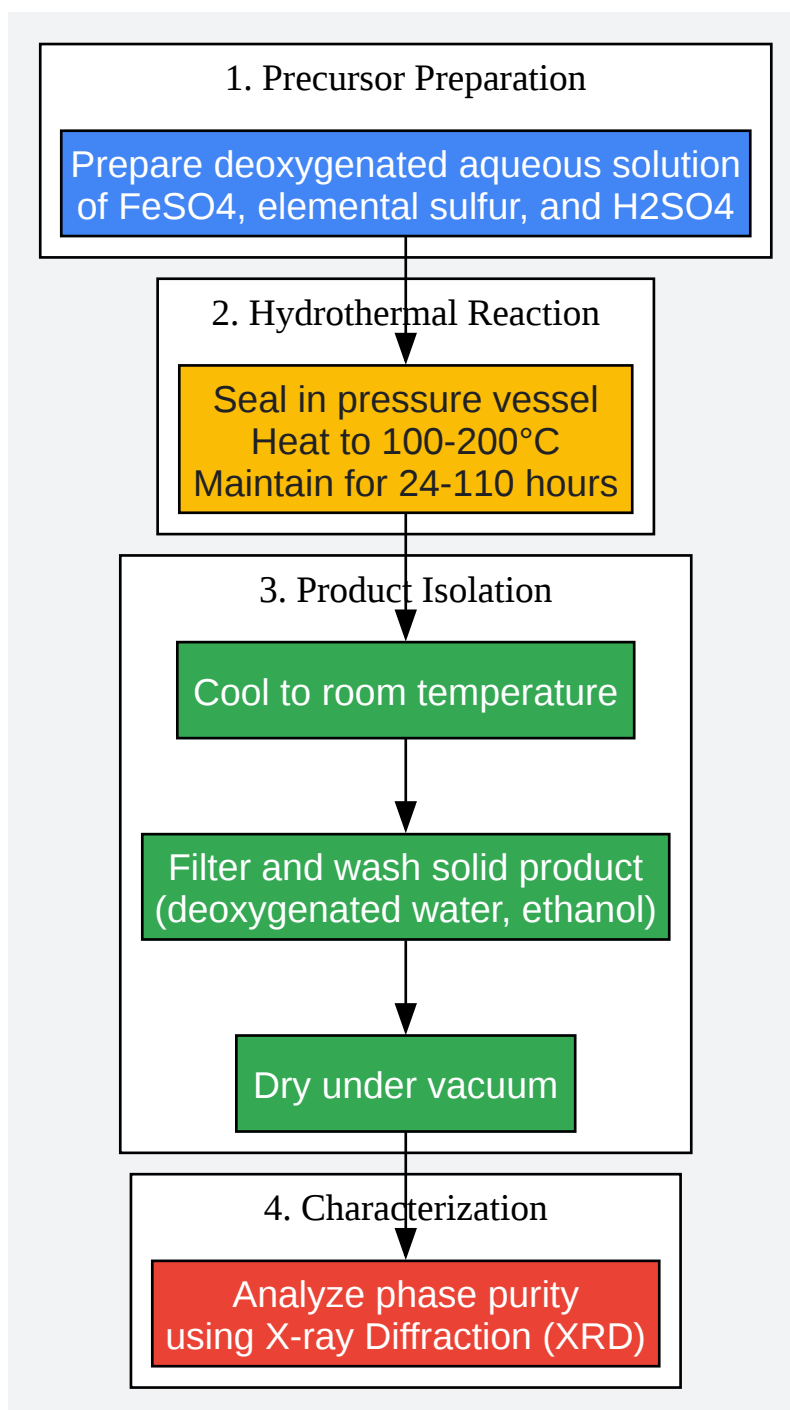 1. Precursor Preparation
Prepare deoxygenated aqueous solution
of FeSO4, elemental sulfur, and H2SO4
2. Hydrothermal Reaction
Seal in pressure vessel
Heat to 100-200°C
Maintain for 24-110 hours
3. Product Isolation
Cool to room temperature
Filter and wash solid product
(deoxygenated water, ethanol)
Dry under vacuum
4. Characterization
Analyze phase purity
using X-ray Diffraction (XRD)